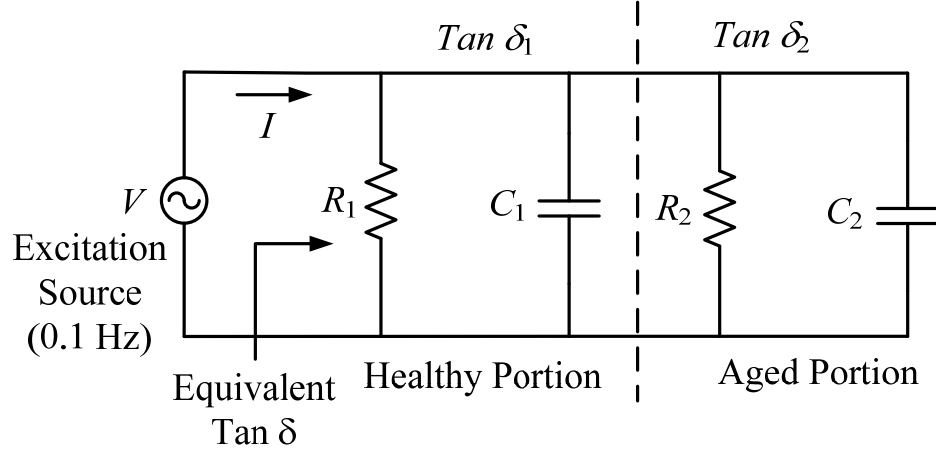 Tan δ1
Tan δ2
I
V
R1
C1
R2
C2
Excitation
Source
(0.1 Hz)
Equivalent
Tan δ
Healthy Portion
Aged Portion